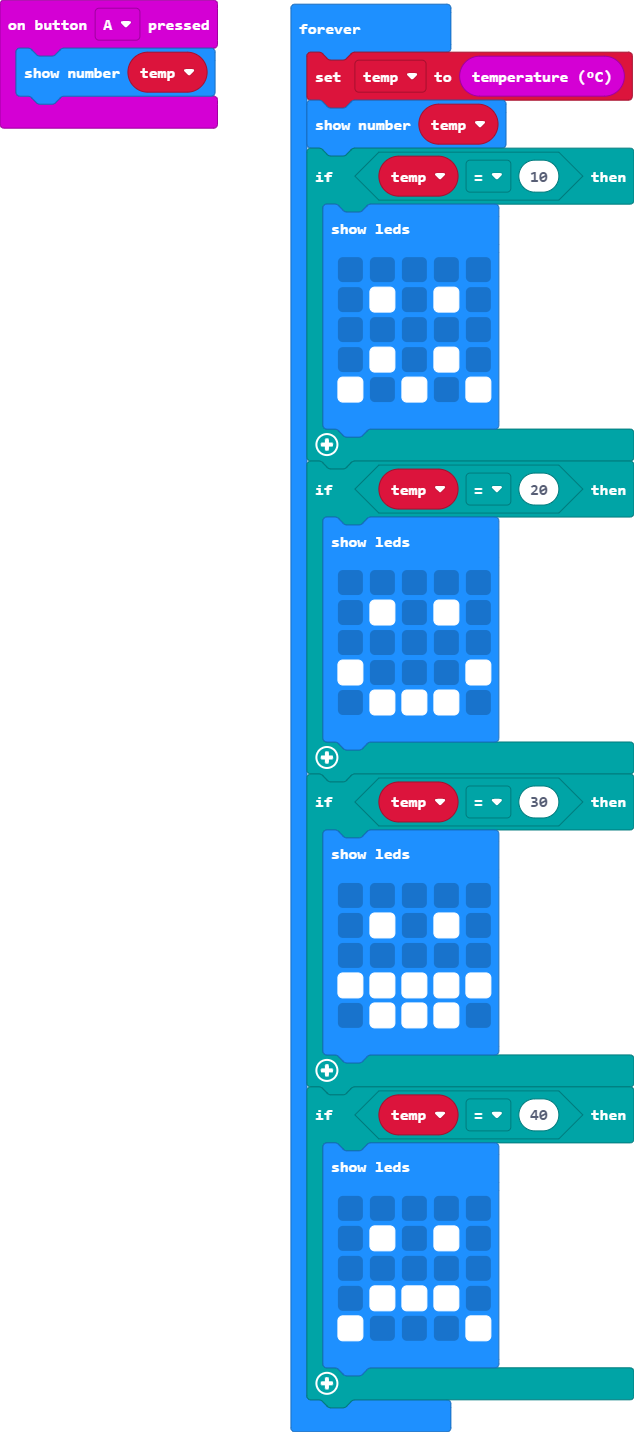 on button A pressed
show number temp
forever
set temp to temperature (ºC)
show number temp
if temp = 10 then
show leds
if temp = 20 then
show leds
if temp = 30 then
show leds
if temp = 40 then
show leds